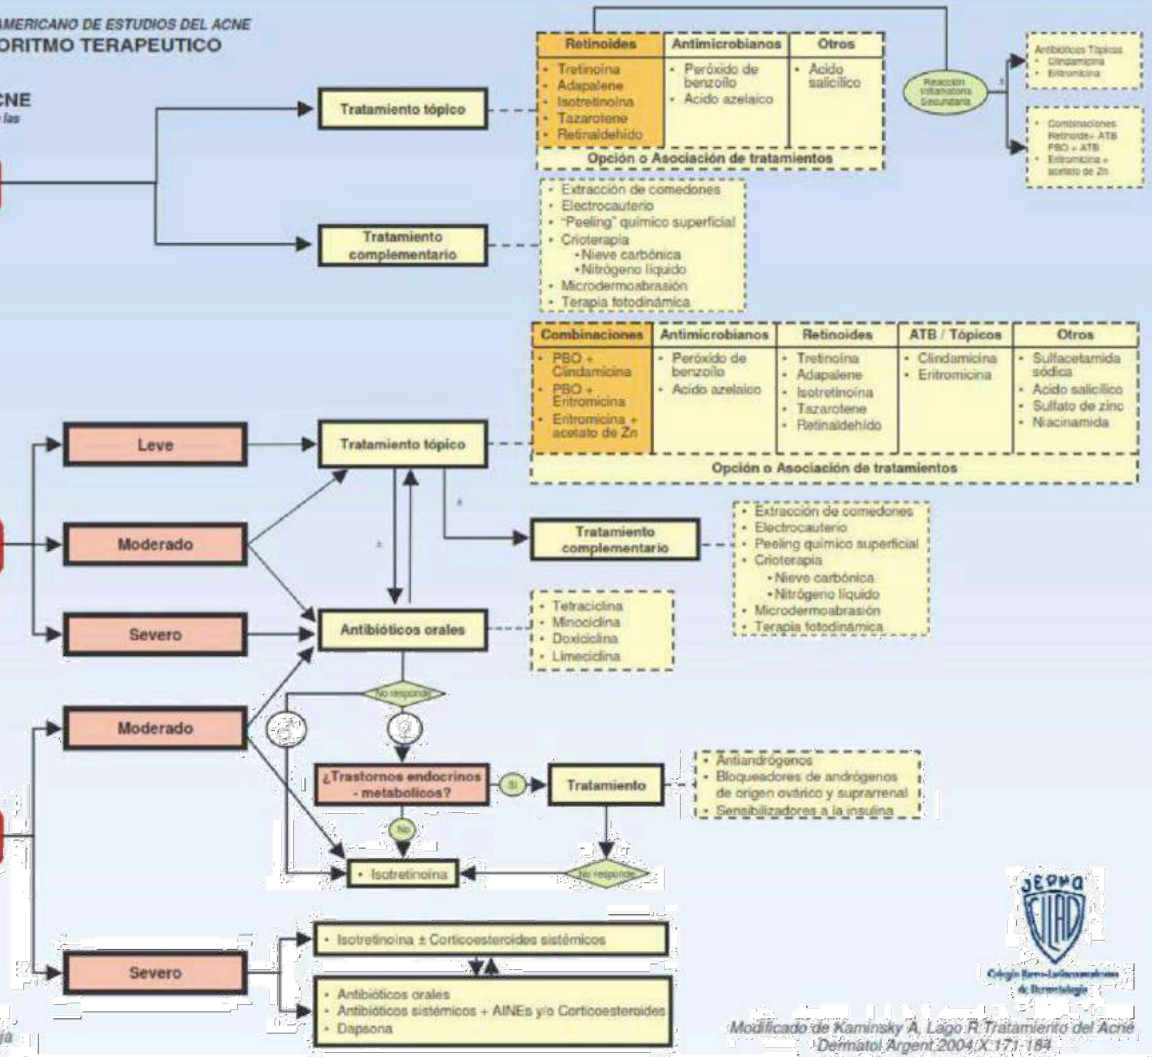 AMERICANO DE ESTUDIOS DEL ACNE
ORITMO TERAPEUTICO
CNE
las
Tratamiento tópico
Retinoides
• Tretinoína
• Adapalene
• Isotretinoína
• Tazarotene
• Retinaldehído
Antimicrobianos
• Peróxido de
benzoílo
• Acido azelaico
Otros
• Acido
salicílico
Opción o Asociación de tratamientos
Reacción
Inflamatoria
Secundaria
±
Antibióticos Tópicos
• Clindamicina
• Eritromicina
• Combinaciones
Retinoide+ ATB
PBO + ATB
• Eritromicina +
acetato de Zn
Tratamiento
complementario
• Extracción de comedones
• Electrocauterio
• "Peeling" químico superficial
• Crioterapia
• Nieve carbónica
• Nitrógeno líquido
• Microdermoabrasión
• Terapia fotodinámica
Combinaciones
• PBO +
Clindamicina
• PBO +
Eritromicina
• Eritromicina +
acetato de Zn
Antimicrobianos
• Peróxido de
benzoílo
• Acido azelaico
Retinoides
• Tretinoína
• Adapalene
• Isotretinoína
• Tazarotene
• Retinaldehído
ATB / Tópicos
• Clindamicina
• Eritromicina
Otros
• Sulfacetamida
sódica
• Acido salicílico
• Sulfato de zinc
• Niacinamida
Opción o Asociación de tratamientos
Leve
Tratamiento tópico
Moderado
±
±
Tratamiento
complementario
• Extracción de comedones
• Electrocauterio
• Peeling químico superficial
• Crioterapia
• Nieve carbónica
• Nitrógeno líquido
• Microdermoabrasión
• Terapia fotodinámica
Severo
Antibióticos orales
• Tetraciclina
• Minociclina
• Doxiciclina
• Limeciclina
No responde
Moderado
♂
♀
¿Trastornos endocrinos
- metabolicos?
Si
Tratamiento
• Antiandrógenos
• Bloqueadores de andrógenos
de origen ovárico y suprarrenal
• Sensibilizadores a la insulina
No
• Isotretinoína
No responde
Severo
• Isotretinoína ± Corticoesteroides sistémicos
• Antibióticos orales
• Antibióticos sistémicos + AINEs y/o Corticoesteroides
• Dapsona
CILAD
Colegio Ibero-Latinoamericano
de Dermatología
ja
Modificado de Kaminsky A, Lago R.Tratamiento del Acné
Dermatol Argent 2004;X:171-184